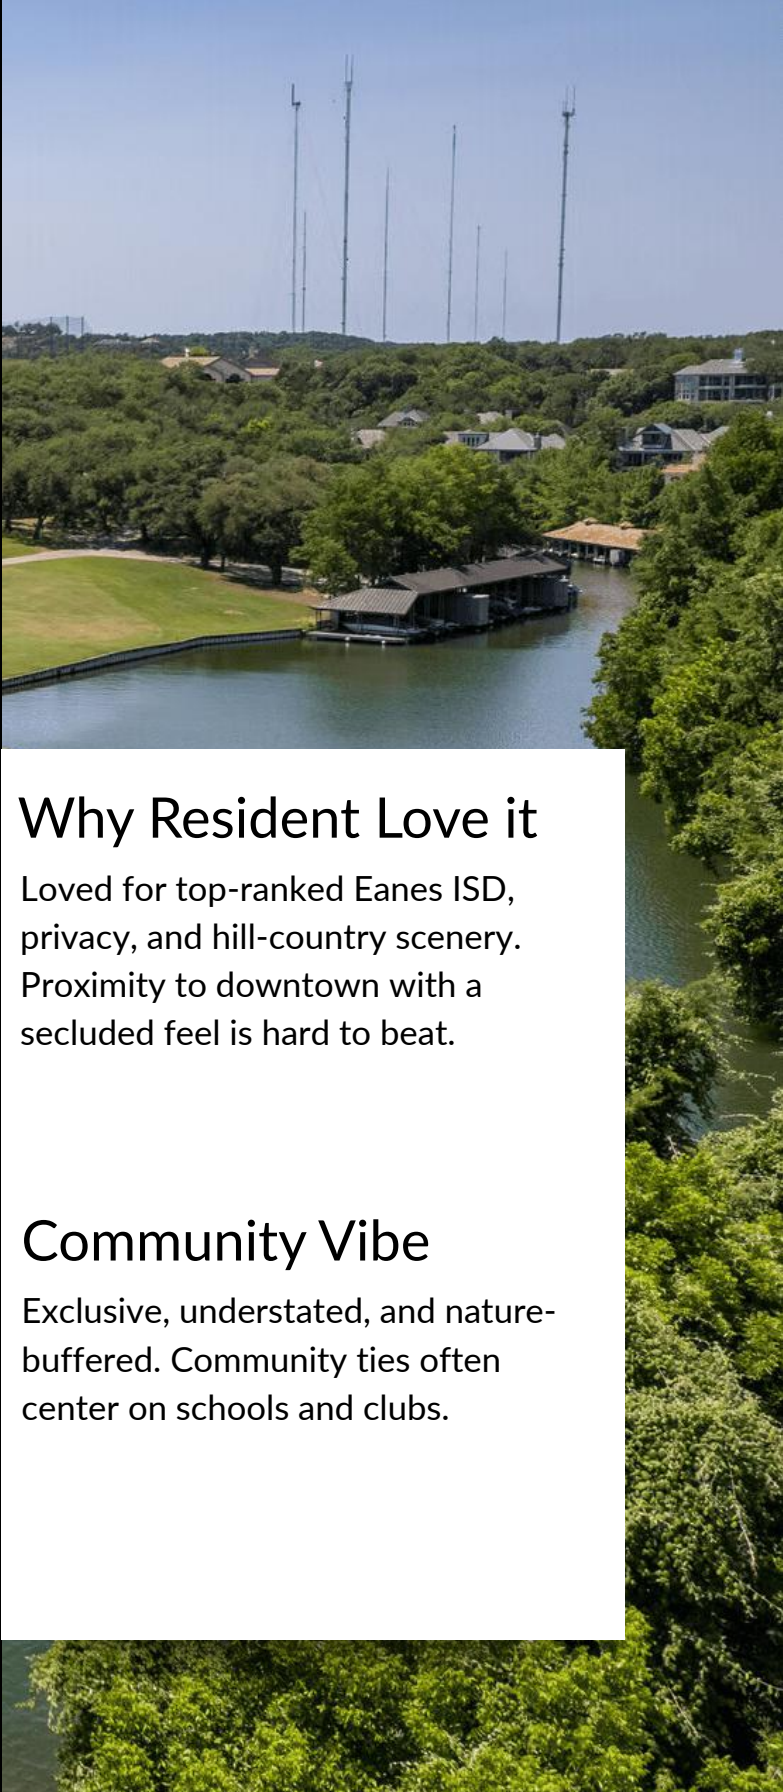 Why Resident Love it
Loved for top-ranked Eanes ISD,
privacy, and hill-country scenery.
Proximity to downtown with a
secluded feel is hard to beat.
Community Vibe
Exclusive, understated, and nature-
buffered. Community ties often
center on schools and clubs.